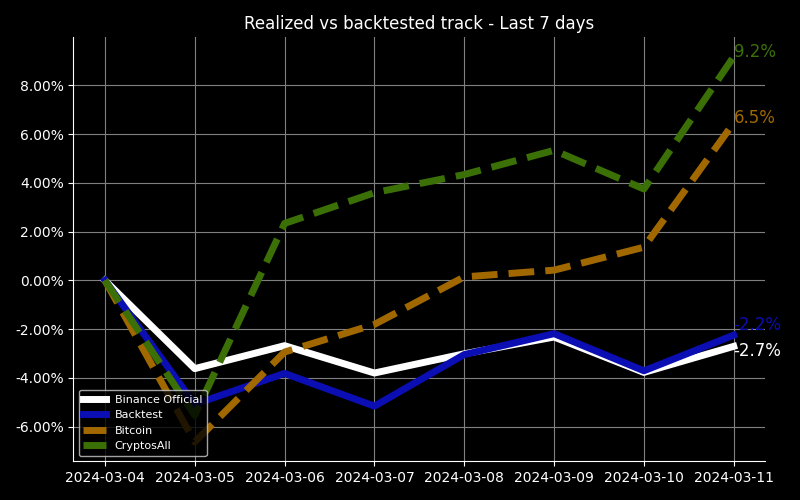 Realized vs backtested track - Last 7 days
9.2%
8.00%
6.5%
6.00%
4.00%
2.00%
0.00%
-2.00%
-2.2%
-2.7%
-4.00%
-6.00%
Binance Official
Backtest
Bitcoin
CryptosAll
2024-03-04 2024-03-05 2024-03-06 2024-03-07 2024-03-08 2024-03-09 2024-03-10 2024-03-11